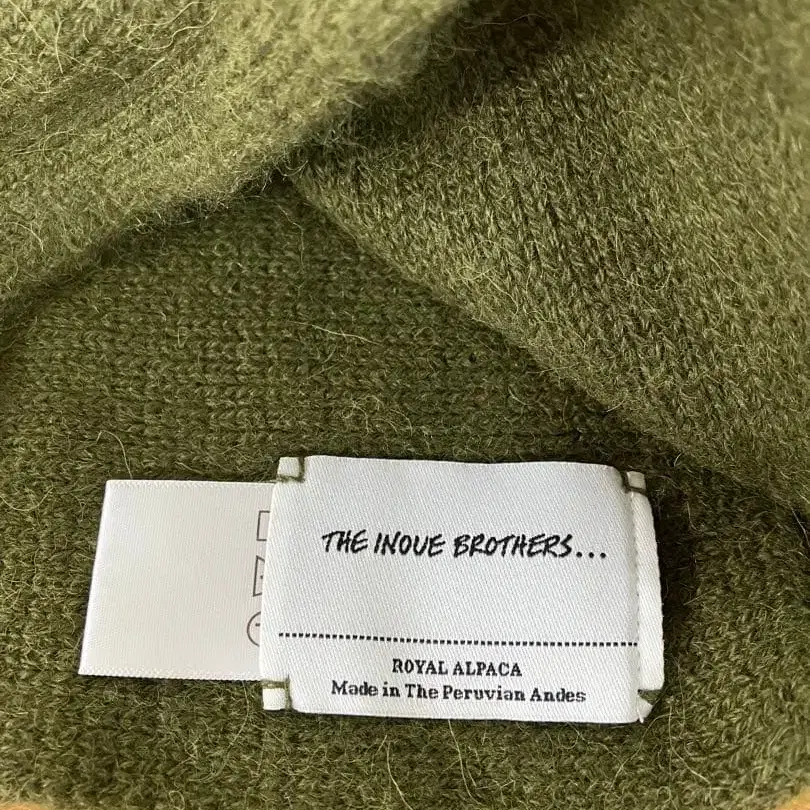 THE INOUE BROTHERS...
ROYAL ALPACA
Made in The Peruvian Andes